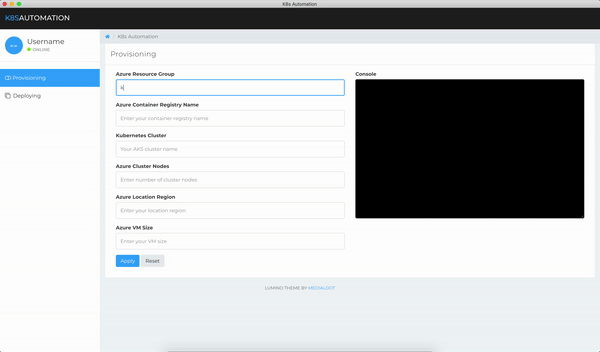 K8s Automation
K8SAUTOMATION
Username
ONLINE
Provisioning
Deploying
/ K8s Automation
Provisioning
Azure Resource Group
k
Azure Container Registry Name
Enter your container registry name
Kubernetes Cluster
Your AKS cluster name
Azure Cluster Nodes
Enter number of cluster nodes
Azure Location Region
Enter your location region
Azure VM Size
Enter your VM size
Apply Reset
Console
LUMINO THEME BY MEDIALOOT